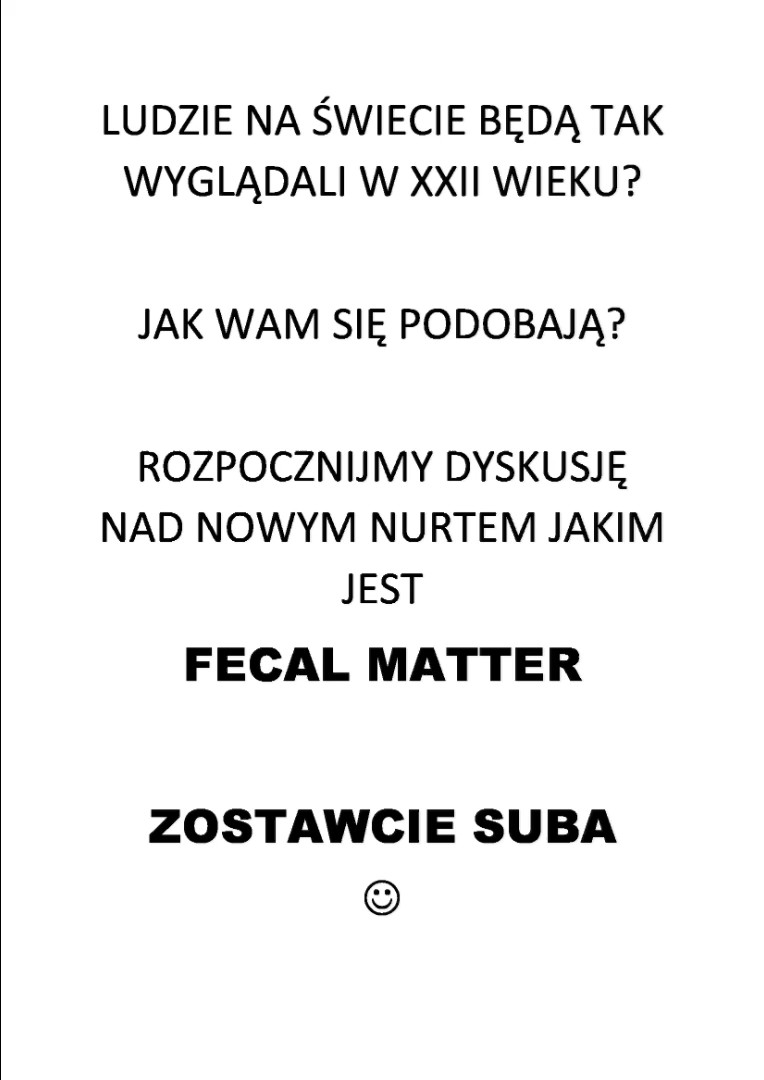 LUDZIE NA ŚWIECIE BĘDĄ TAK
WYGLĄDALI W XXII WIEKU?
JAK WAM SIĘ PODOBAJĄ?
ROZPOCZNIJMY DYSKUSJĘ
NAD NOWYM NURTEM JAKIM
JEST
FECAL MATTER
ZOSTAWCIE SUBA
☺